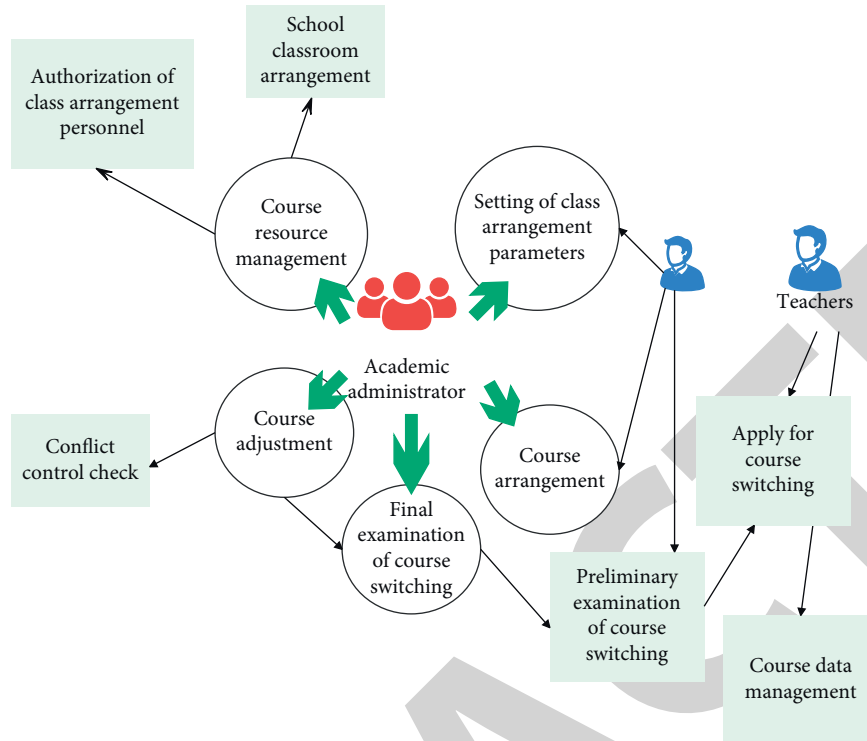 School
classroom
arrangement
Authorization of
class arrangement
personnel
Course
resource
management
Setting of class
arrangement
parameters
Teachers
Academic
administrator
Course
adjustment
Conflict
control check
Course
arrangement
Apply for
course
switching
Final
examination
of course
switching
Preliminary
examination
of course
switching
Course data
management